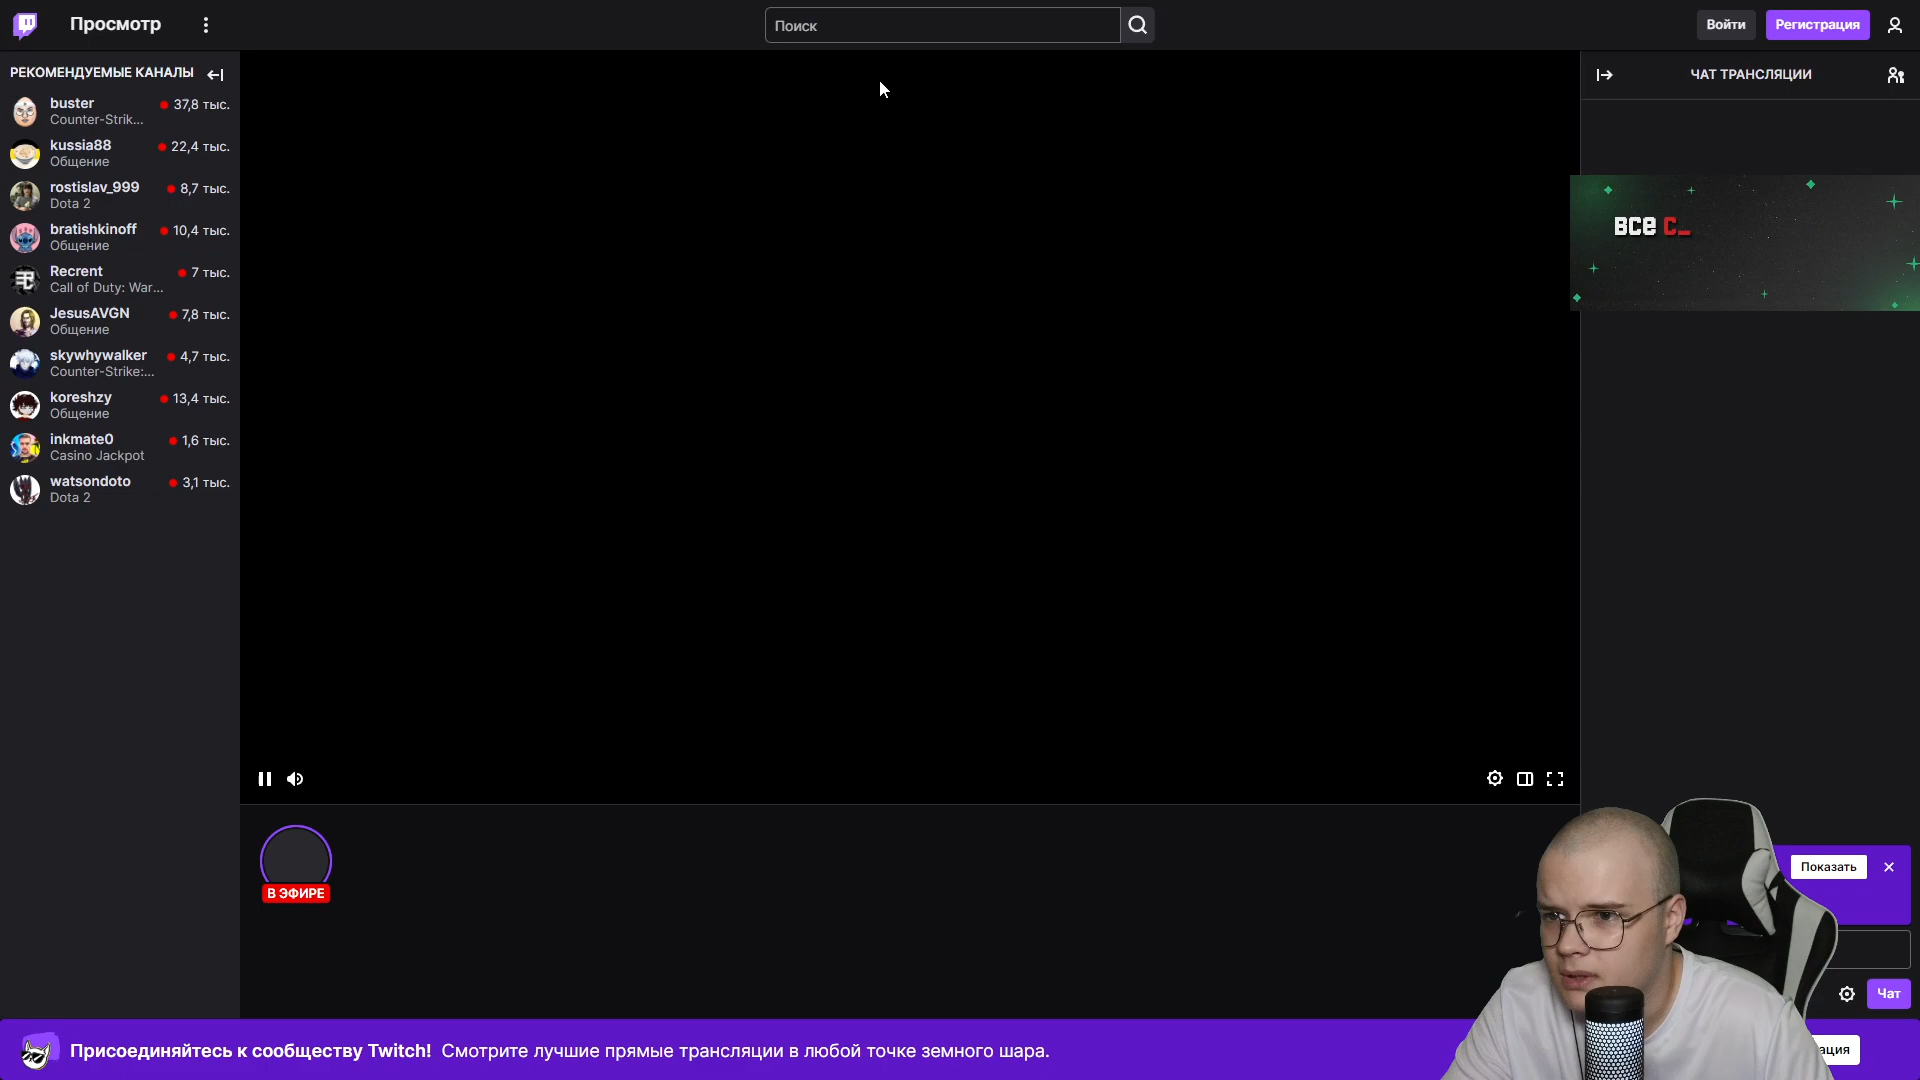 Просмотр
Поиск
Войти
Регистрация
РЕКОМЕНДУЕМЫЕ КАНАЛЫ
buster
37,8 тыс.
Counter-Strik...
kussia88
22,4 тыс.
Общение
rostislav_999
8,7 тыс.
Dota 2
bratishkinoff
10,4 тыс.
Общение
Recrent
7 тыс.
Call of Duty: War...
JesusAVGN
7,8 тыс.
Общение
skywhywalker
4,7 тыс.
Counter-Strike:...
koreshzy
13,4 тыс.
Общение
inkmate0
1,6 тыс.
Casino Jackpot
watsondoto
3,1 тыс.
Dota 2
В ЭФИРЕ
ЧАТ ТРАНСЛЯЦИИ
все с_
Показать
Чат
Присоединяйтесь к сообществу Twitch! Смотрите лучшие прямые трансляции в любой точке земного шара.
ация